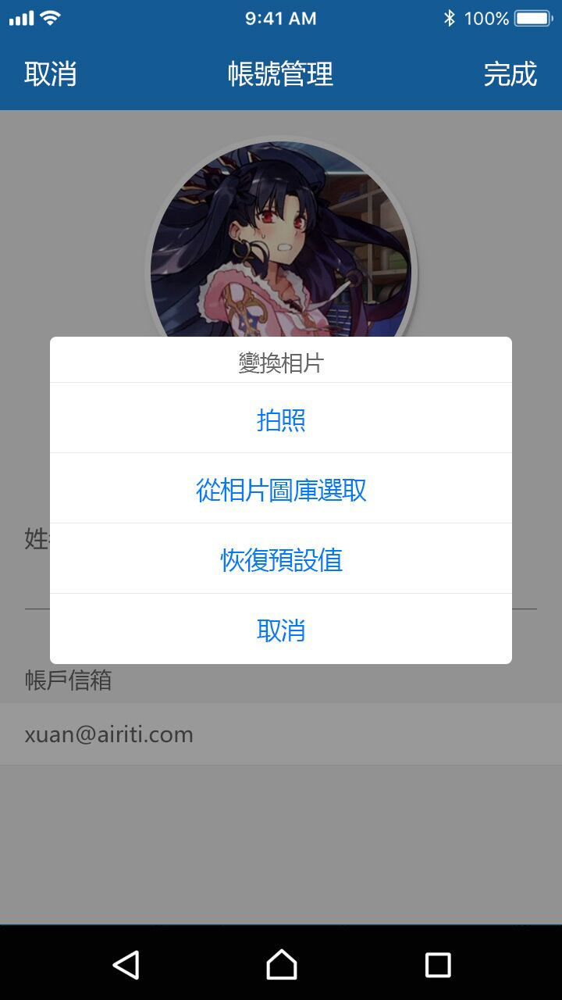 9:41 AM 100%
取消 帳號管理 完成
變換相片
拍照
從相片圖庫選取
恢復預設值
姓
取消
帳戶信箱
xuan@airiti.com